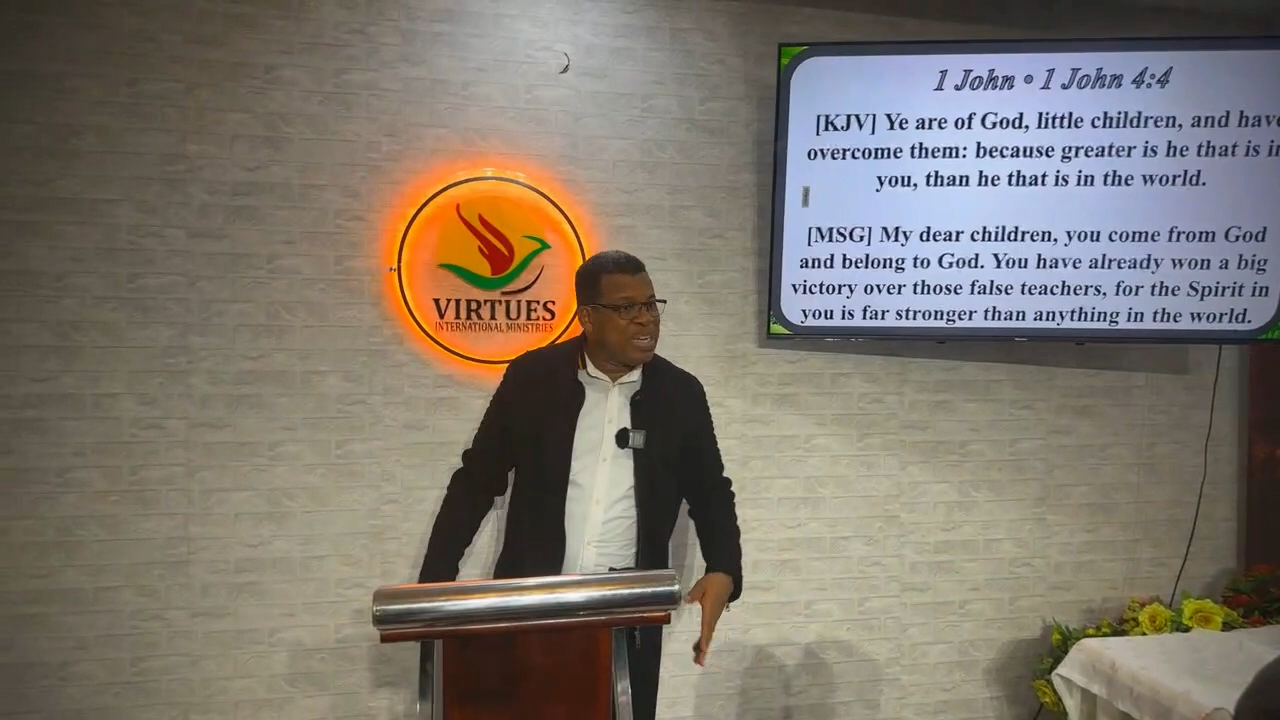 VIRTUES
INTERNATIONAL MINISTRIES
1 John • 1 John 4:4
[KJV] Ye are of God, little children, and have
overcome them: because greater is he that is in
you, than he that is in the world.
[MSG] My dear children, you come from God
and belong to God. You have already won a big
victory over those false teachers, for the Spirit in
you is far stronger than anything in the world.